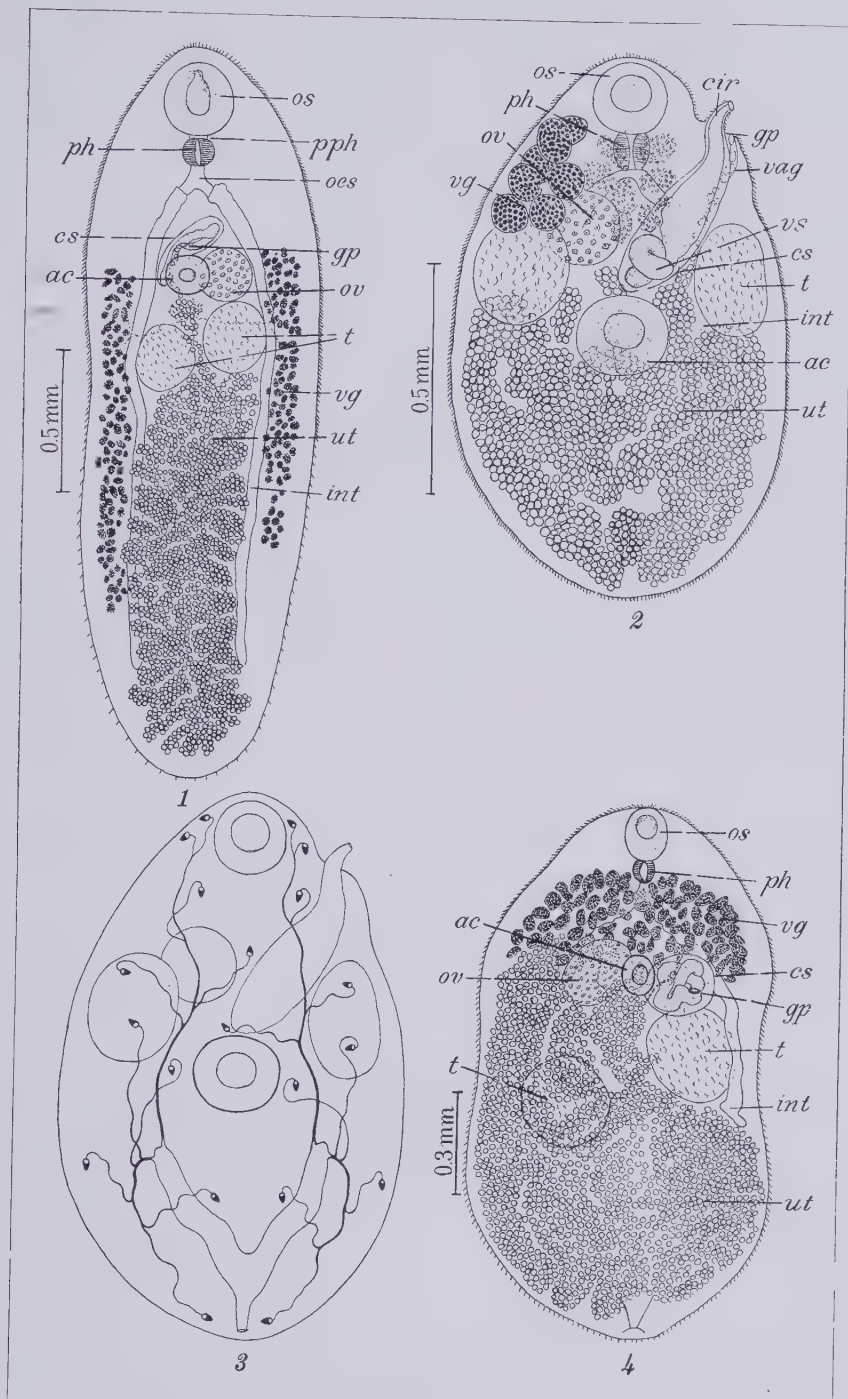 os
ph
pph
oes
cs
gp
ac
ov
t
0.5 mm
vg
ut
int
1
os
cir
ph
gp
ov
vag
vg
vs
cs
t
0.5 mm
int
ac
ut
2
3
os
ph
ac
vg
ov
cs
gp
t
t
int
0.3 mm
ut
4